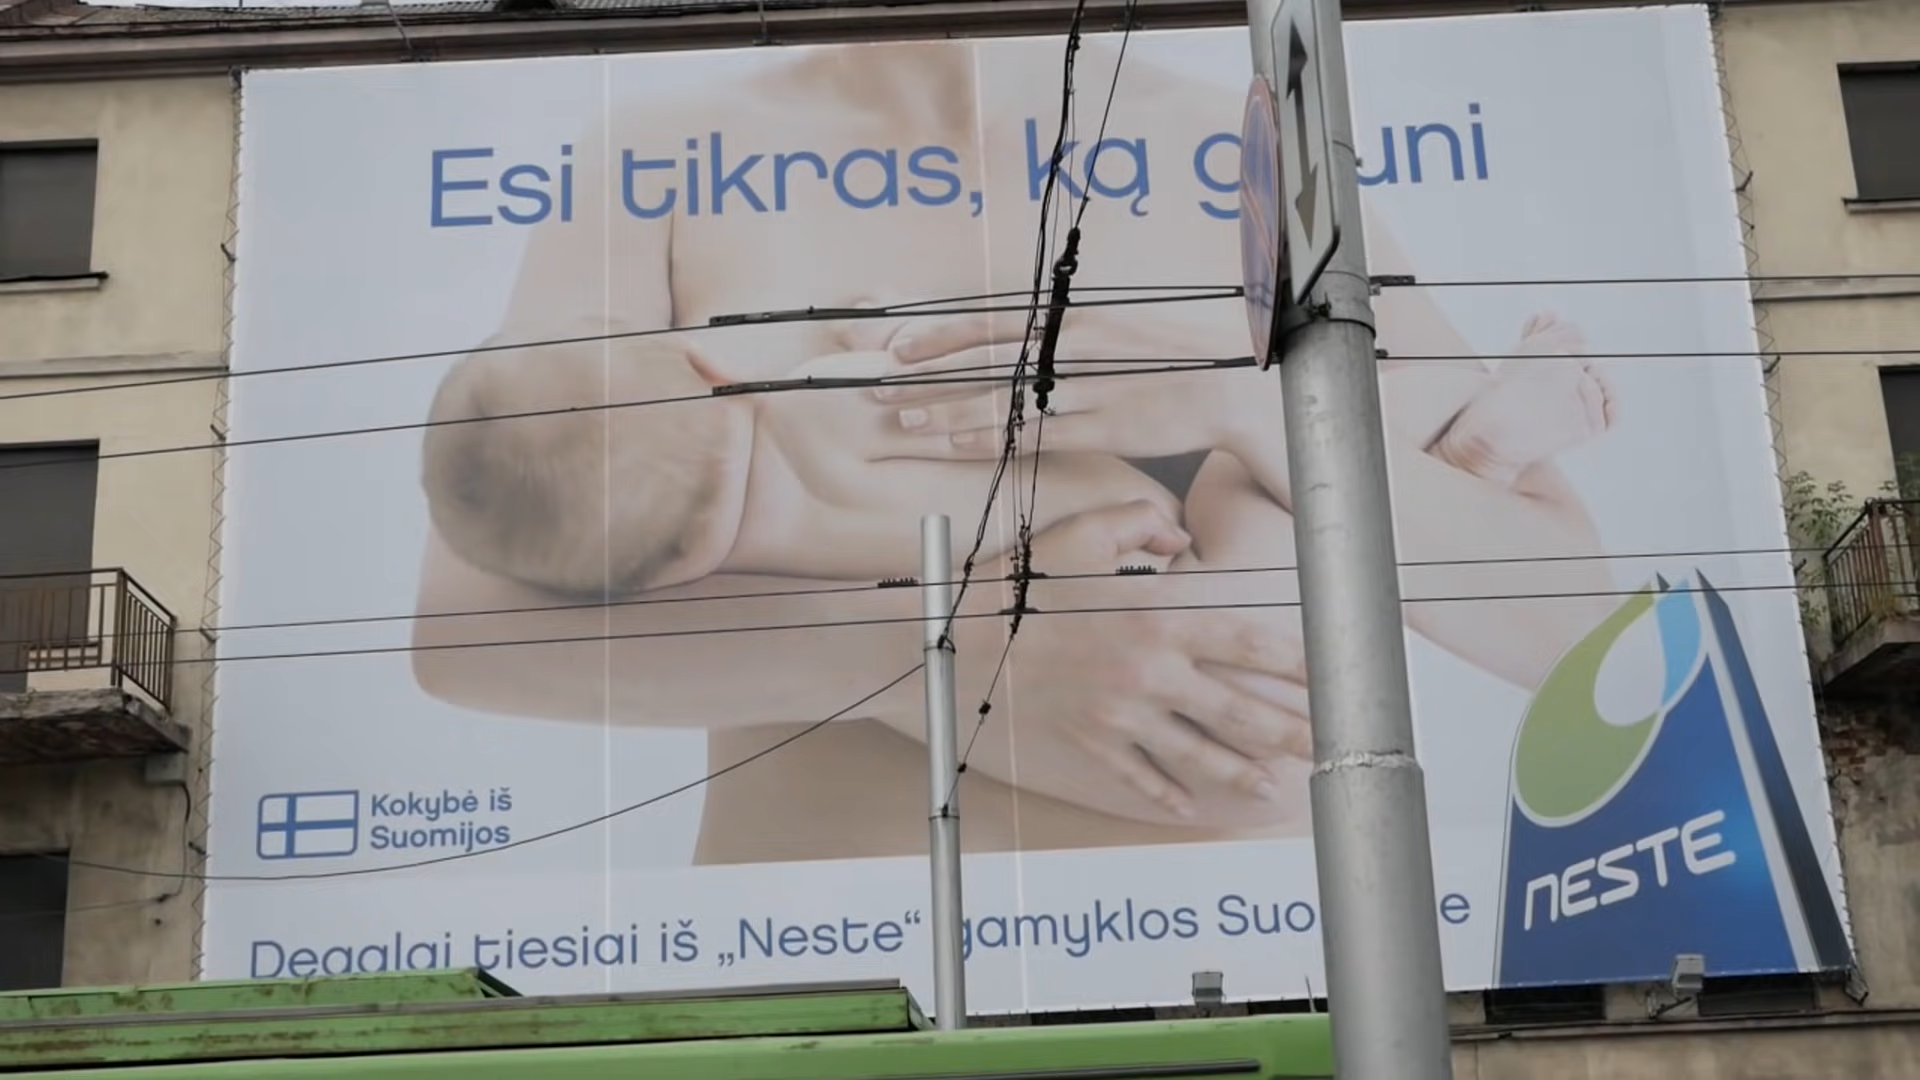 Esi tikras, ką
Kokybė iš
Suomijos
Degalai tiesiai iš „Neste“ gamyklos
NESTE